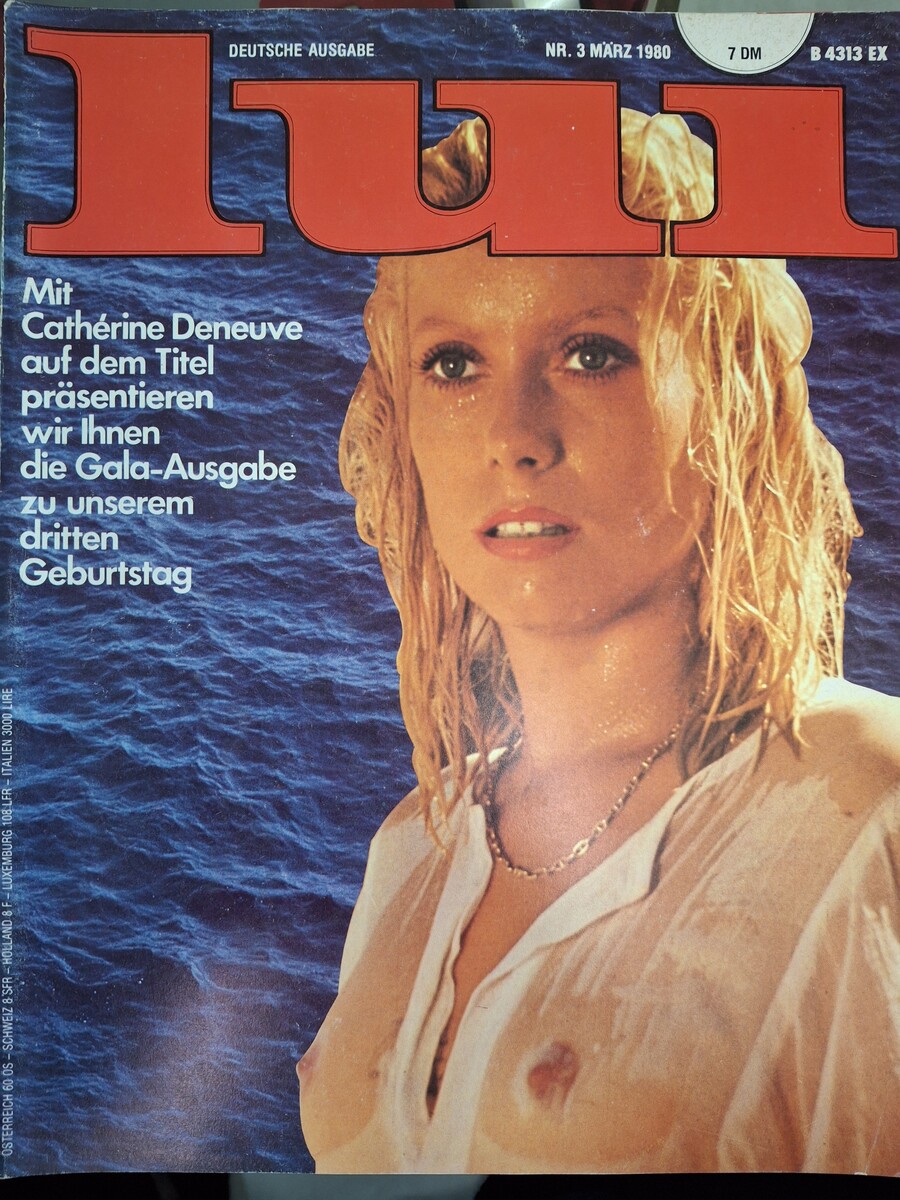 DEUTSCHE AUSGABE
NR. 3 MÄRZ 1980
7 DM
B 4313 EX
lui
Mit
Cathérine Deneuve
auf dem Titel
präsentieren
wir Ihnen
die Gala-Ausgabe
zu unserem
dritten
Geburtstag
ÖSTERREICH 60 ÖS – SCHWEIZ 8 SFR – HOLLAND 8 F – LUXEMBURG 108 LFR – ITALIEN 3000 LIRE